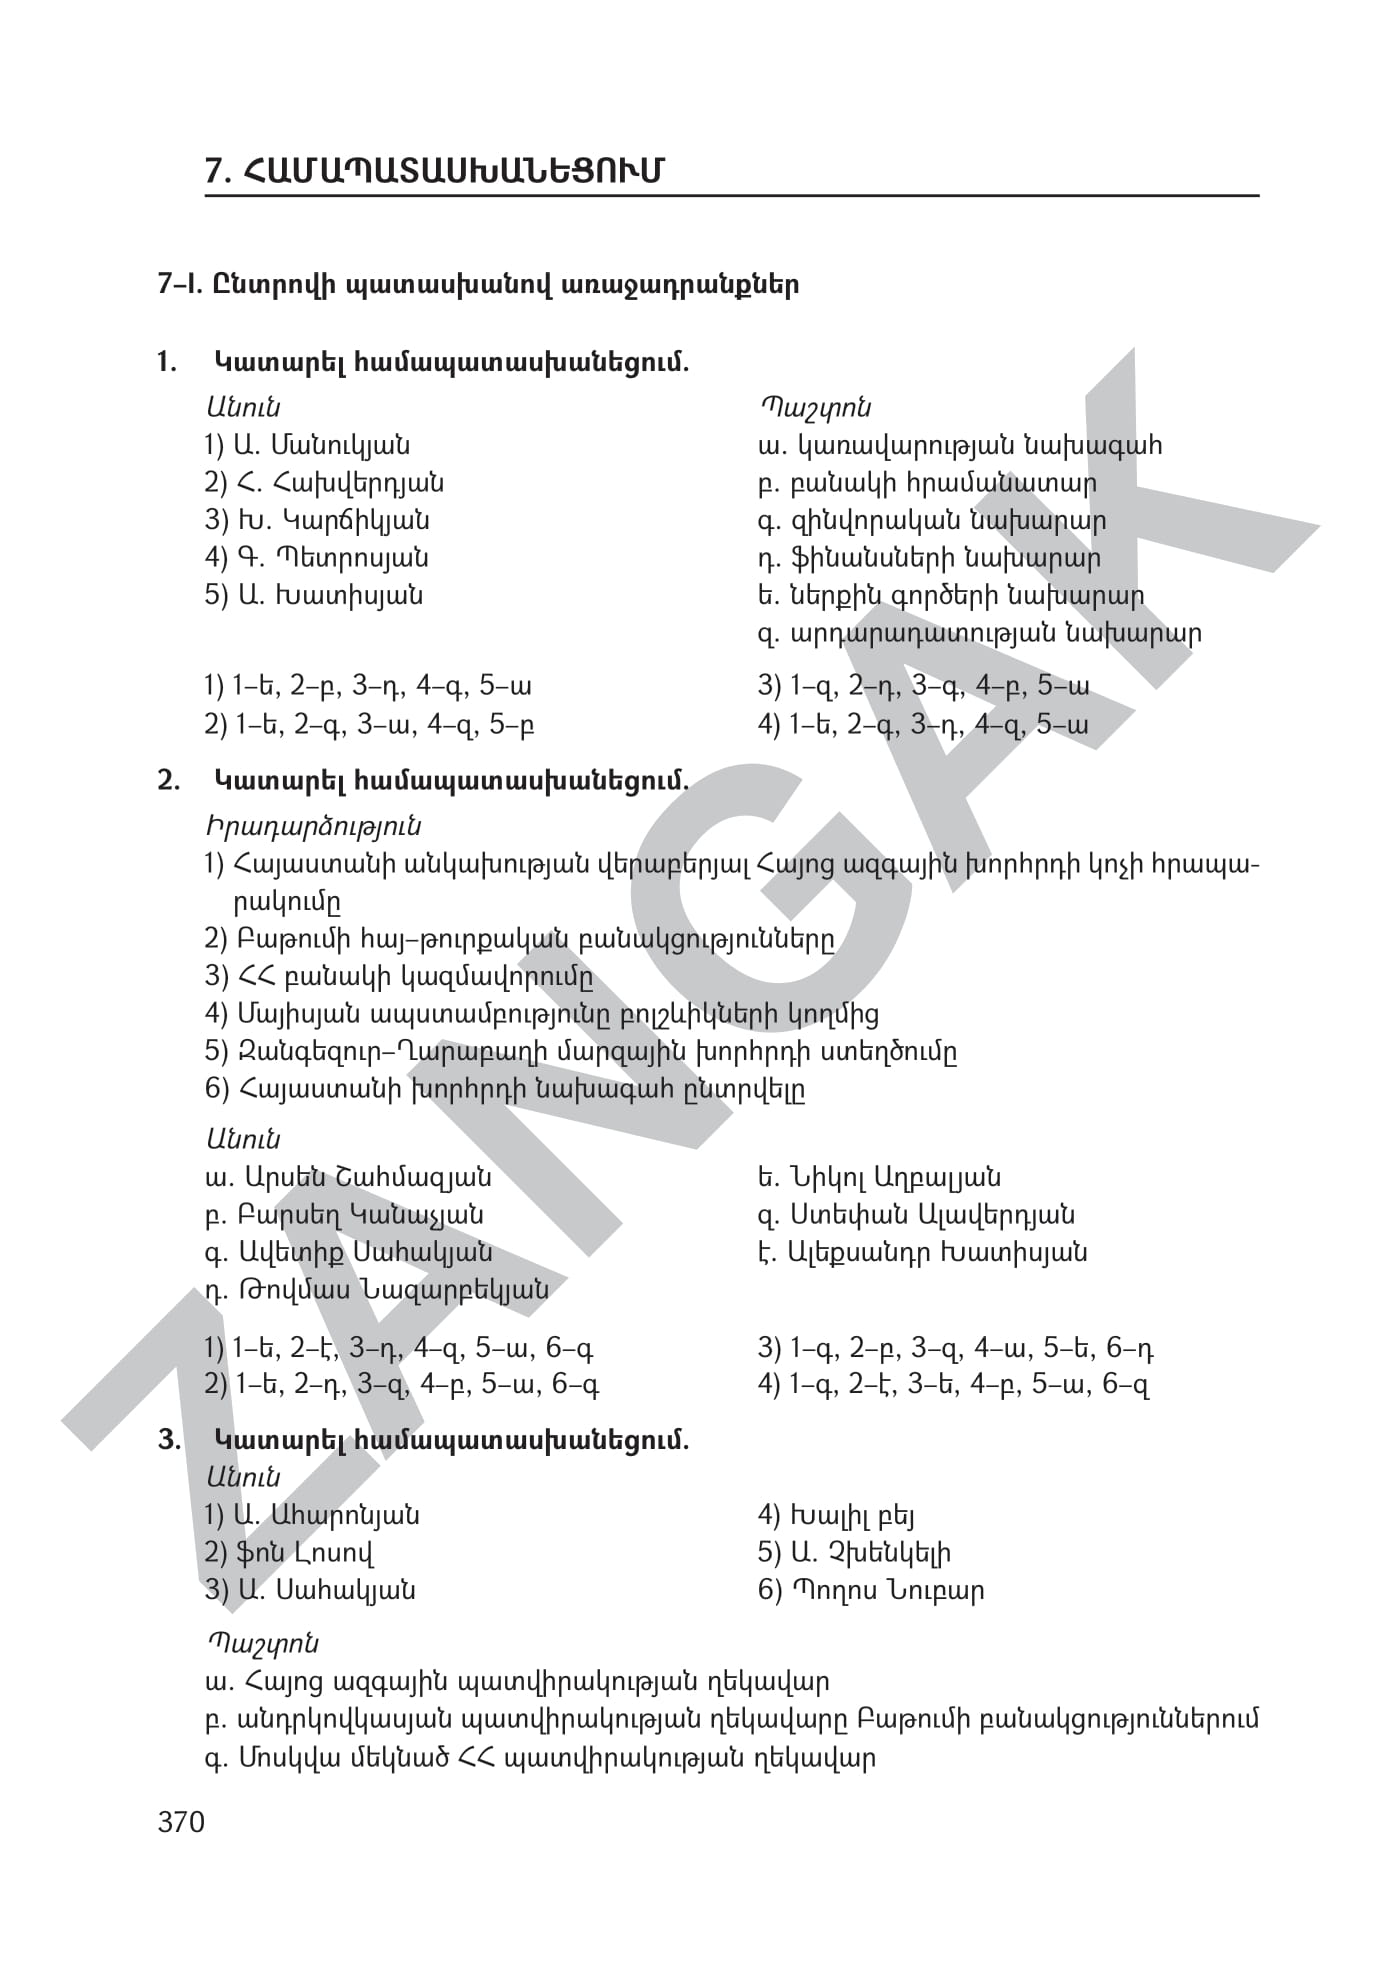 7. ՀԱՄԱՊԱՏԱՍԽԱՆԵՑՈՒՄ
7–I. Ընտրովի պատասխանով առաջադրանքներ
1. Կատարել համապատասխանեցում.
Անուն
Պաշտոն
1) Ա. Մանուկյան
ա. կառավարության նախագահ
2) Հ. Հախվերդյան
բ. բանակի հրամանատար
3) Խ. Կարճիկյան
գ. զինվորական նախարար
4) Գ. Պետրոսյան
դ. ֆինանսների նախարար
5) Ա. Խատիսյան
ե. ներքին գործերի նախարար
զ. արդարադատության նախարար
1) 1–ե, 2–բ, 3–դ, 4–գ, 5–ա
3) 1–զ, 2–դ, 3–գ, 4–բ, 5–ա
2) 1–ե, 2–գ, 3–ա, 4–զ, 5–բ
4) 1–ե, 2–գ, 3–դ, 4–զ, 5–ա
2. Կատարել համապատասխանեցում.
Իրադարձություն
1) Հայաստանի անկախության վերաբերյալ Հայոց ազգային խորհրդի կոչի հրապա-
րակումը
2) Բաթումի հայ–թուրքական բանակցությունները
3) ՀՀ բանակի կազմավորումը
4) Մայիսյան ապստամբությունը բոլշևիկների կողմից
5) Զանգեզուր–Ղարաբաղի մարզային խորհրդի ստեղծումը
6) Հայաստանի խորհրդի նախագահ ընտրվելը
Անուն
ա. Արսեն Շահմազյան
ե. Նիկոլ Աղբալյան
բ. Բարսեղ Կանաչյան
զ. Ստեփան Ալավերդյան
գ. Ավետիք Սահակյան
է. Ալեքսանդր Խատիսյան
դ. Թովմաս Նազարբեկյան
1) 1–ե, 2–է, 3–դ, 4–զ, 5–ա, 6–գ
3) 1–գ, 2–բ, 3–զ, 4–ա, 5–ե, 6–դ
2) 1–ե, 2–դ, 3–զ, 4–բ, 5–ա, 6–գ
4) 1–գ, 2–է, 3–ե, 4–բ, 5–ա, 6–զ
3. Կատարել համապատասխանեցում.
Անուն
1) Ա. Ահարոնյան
4) Խալիլ բեյ
2) ֆոն Լոսով
5) Ա. Չխենկելի
3) Ա. Սահակյան
6) Պողոս Նուբար
Պաշտոն
ա. Հայոց ազգային պատվիրակության ղեկավար
բ. անդրկովկասյան պատվիրակության ղեկավարը Բաթումի բանակցություններում
գ. Մոսկվա մեկնած ՀՀ պատվիրակության ղեկավար
370
ZANGAK